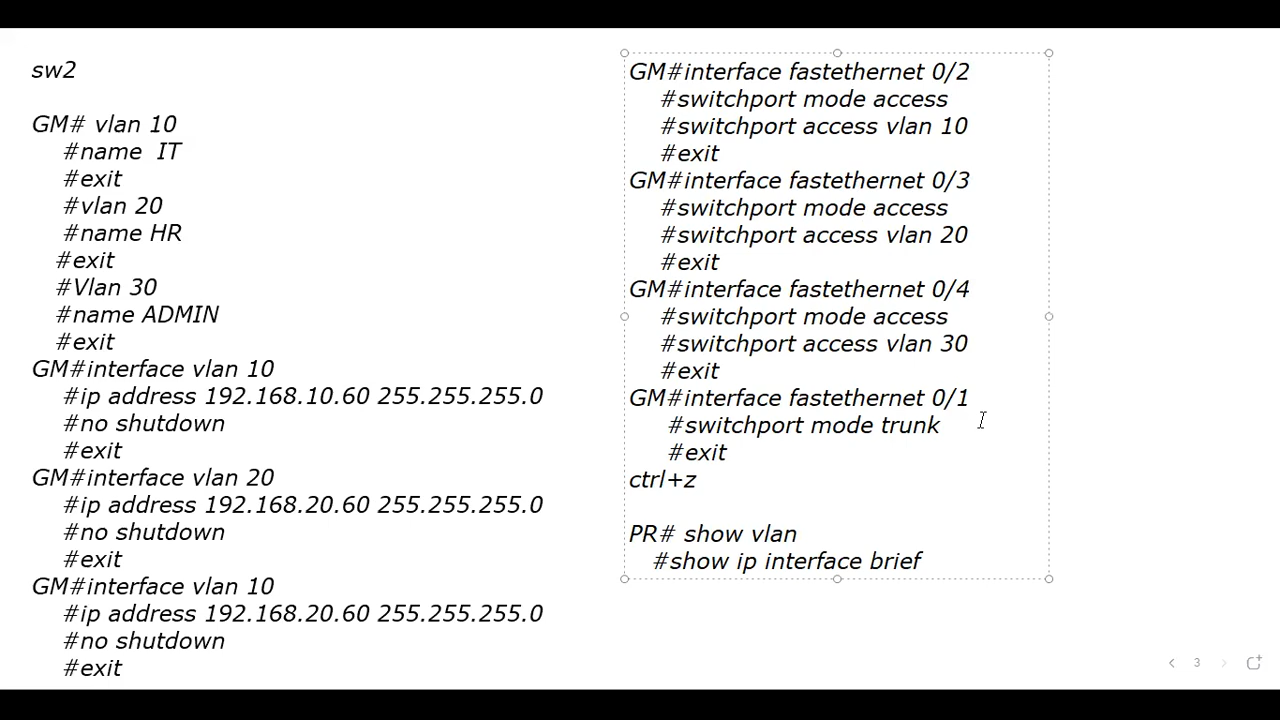 sw2
GM# vlan 10
#name IT
#exit
#vlan 20
#name HR
#exit
#Vlan 30
#name ADMIN
#exit
GM#interface vlan 10
#ip address 192.168.10.60 255.255.255.0
#no shutdown
#exit
GM#interface vlan 20
#ip address 192.168.20.60 255.255.255.0
#no shutdown
#exit
GM#interface vlan 10
#ip address 192.168.20.60 255.255.255.0
#no shutdown
#exit
GM#interface fastethernet 0/2
#switchport mode access
#switchport access vlan 10
#exit
GM#interface fastethernet 0/3
#switchport mode access
#switchport access vlan 20
#exit
GM#interface fastethernet 0/4
#switchport mode access
#switchport access vlan 30
#exit
GM#interface fastethernet 0/1
#switchport mode trunk
#exit
ctrl+z
PR# show vlan
#show ip interface brief
3